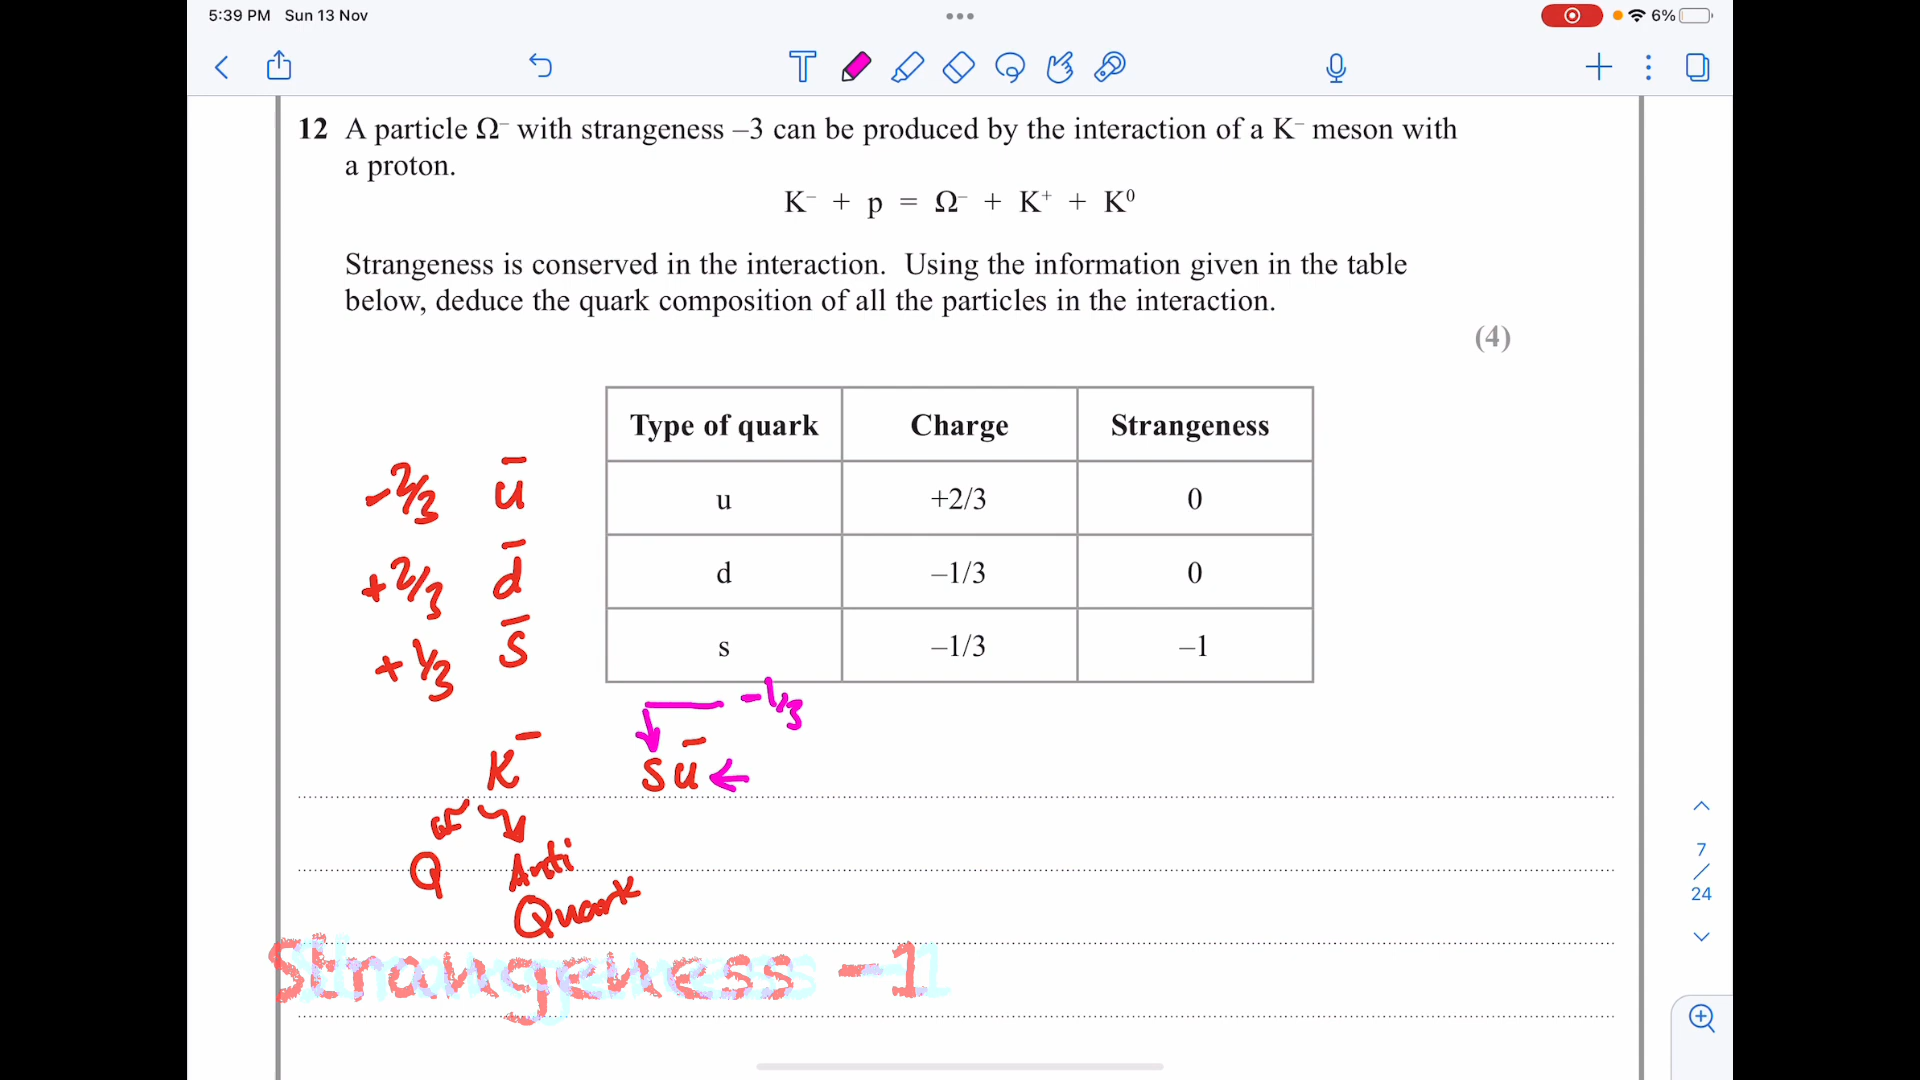 5:39 PM Sun 13 Nov
6%
12 A particle Ω⁻ with strangeness –3 can be produced by the interaction of a K⁻ meson with
a proton.
K⁻ + p = Ω⁻ + K⁺ + K⁰
Strangeness is conserved in the interaction. Using the information given in the table
below, deduce the quark composition of all the particles in the interaction.
(4)
Type of quark Charge Strangeness
-2/3 u̅ u +2/3 0
+2/3 d̅ d –1/3 0
+1/3 s̅ s –1/3 –1
-1/3
K⁻ s u̅
Q Anti
Quark
Strangeness -1
7
/
24